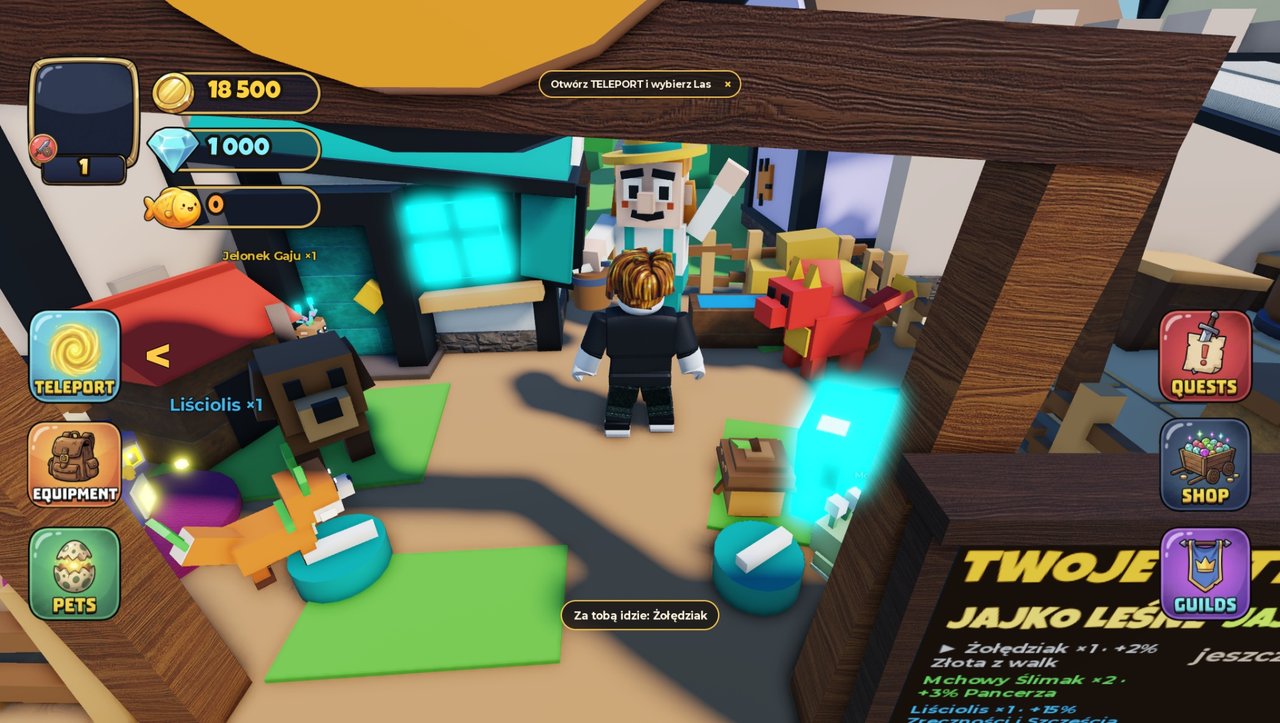 18 500
Otwórz TELEPORT i wybierz Las ×
1 000
1
0
Jelonek Gaju ×1
<
TELEPORT
QUESTS
Liściolis ×1
EQUIPMENT
SHOP
PETS
GUILDS
Za tobą idzie: Żołędziak
TWOJE
JAJKO LEŚNE
► Żołędziak ×1 · +2%
Złota z walk
jeszcz
Mchowy Ślimak ×2 ·
+3% Pancerza
Liściolis ×1 · +15%
Zręczności i Szczęścia